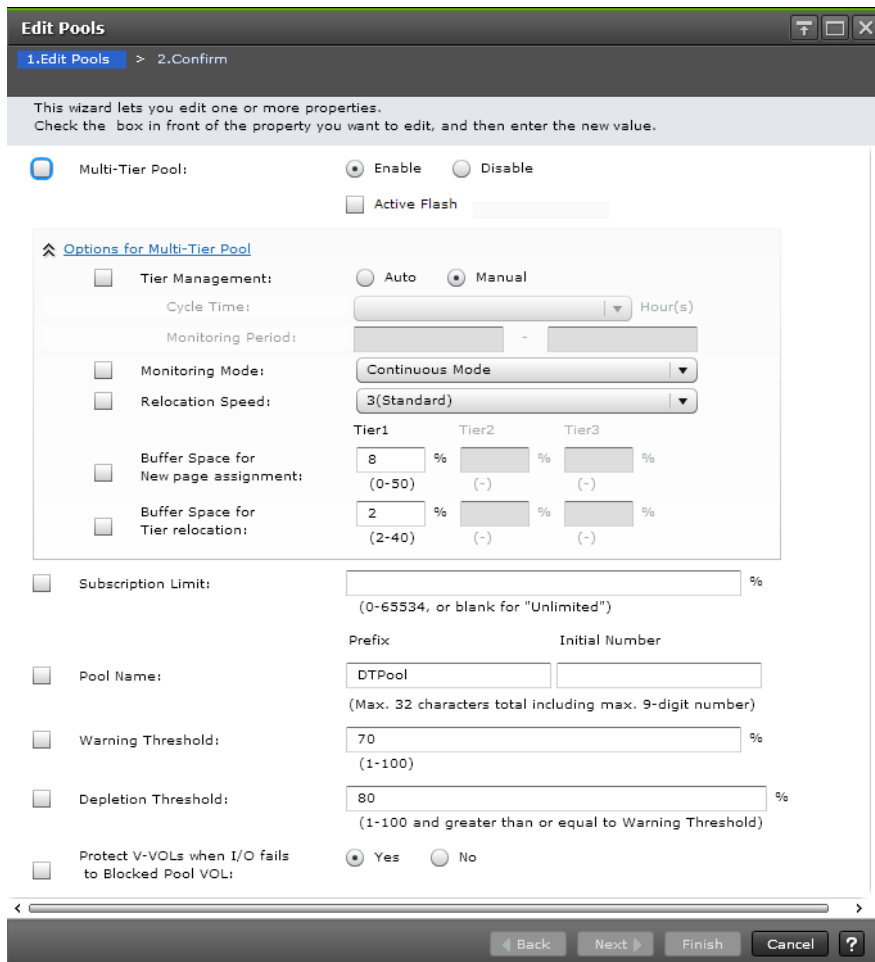 Edit Pools
1.Edit Pools > 2.Confirm
This wizard lets you edit one or more properties.
Check the box in front of the property you want to edit, and then enter the new value.
Multi-Tier Pool: Enable Disable
Active Flash
Options for Multi-Tier Pool
Tier Management: Auto Manual
Cycle Time: Hour(s)
Monitoring Period: -
Monitoring Mode: Continuous Mode
Relocation Speed: 3(Standard)
Tier1 Tier2 Tier3
Buffer Space for
New page assignment: 8 % % %
(0-50) (-) (-)
Buffer Space for
Tier relocation: 2 % % %
(2-40) (-) (-)
Subscription Limit: %
(0-65534, or blank for "Unlimited")
Prefix Initial Number
Pool Name: DTPool
(Max. 32 characters total including max. 9-digit number)
Warning Threshold: 70 %
(1-100)
Depletion Threshold: 80 %
(1-100 and greater than or equal to Warning Threshold)
Protect V-VOLs when I/O fails
to Blocked Pool VOL: Yes No
Back Next Finish Cancel ?